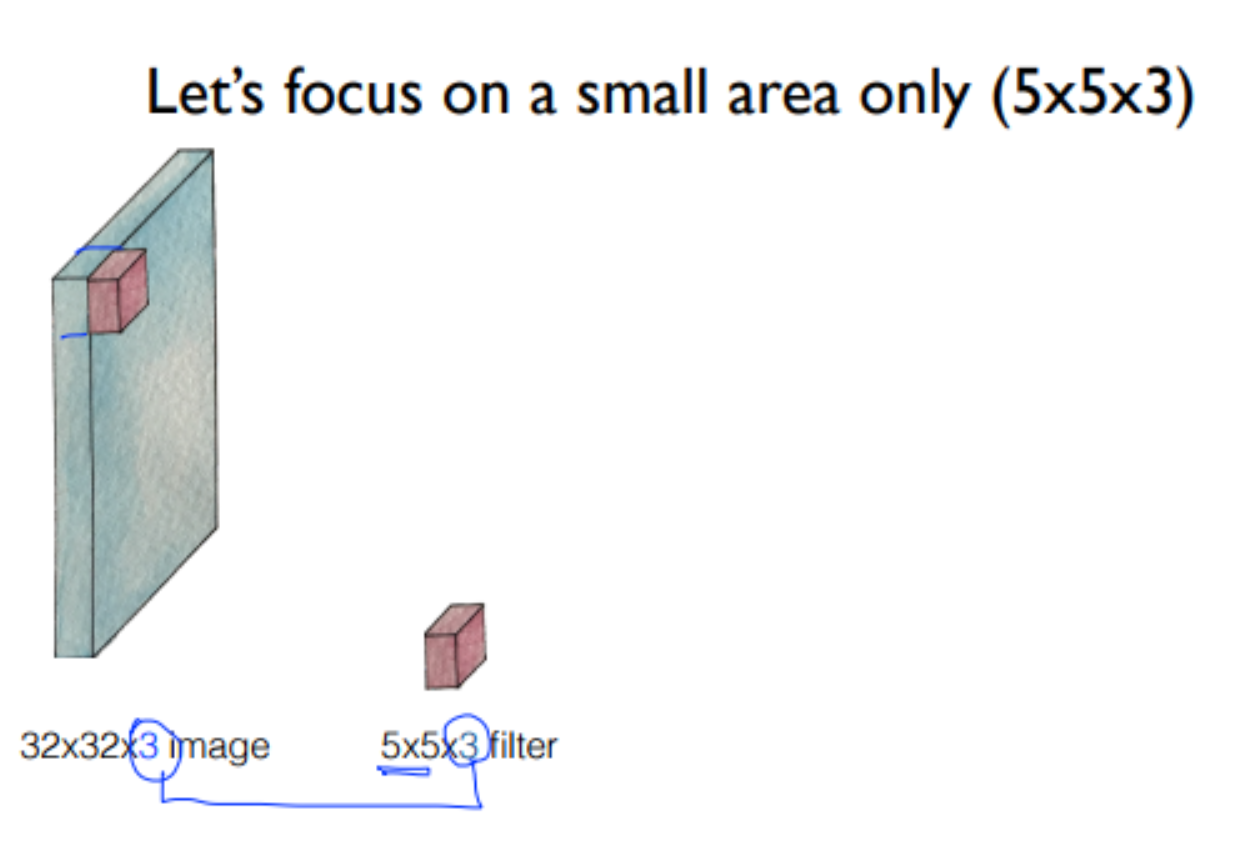 Let's focus on a small area only (5x5x3)
32x32x3 image
5x5x3 filter